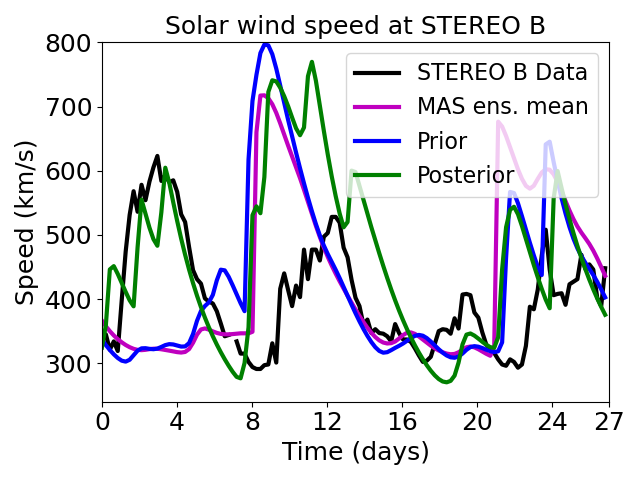 Solar wind speed at STEREO B
800
700
600
500
400
300
Speed (km/s)
STEREO B Data
MAS ens. mean
Prior
Posterior
0 4 8 12 16 20 24 27
Time (days)